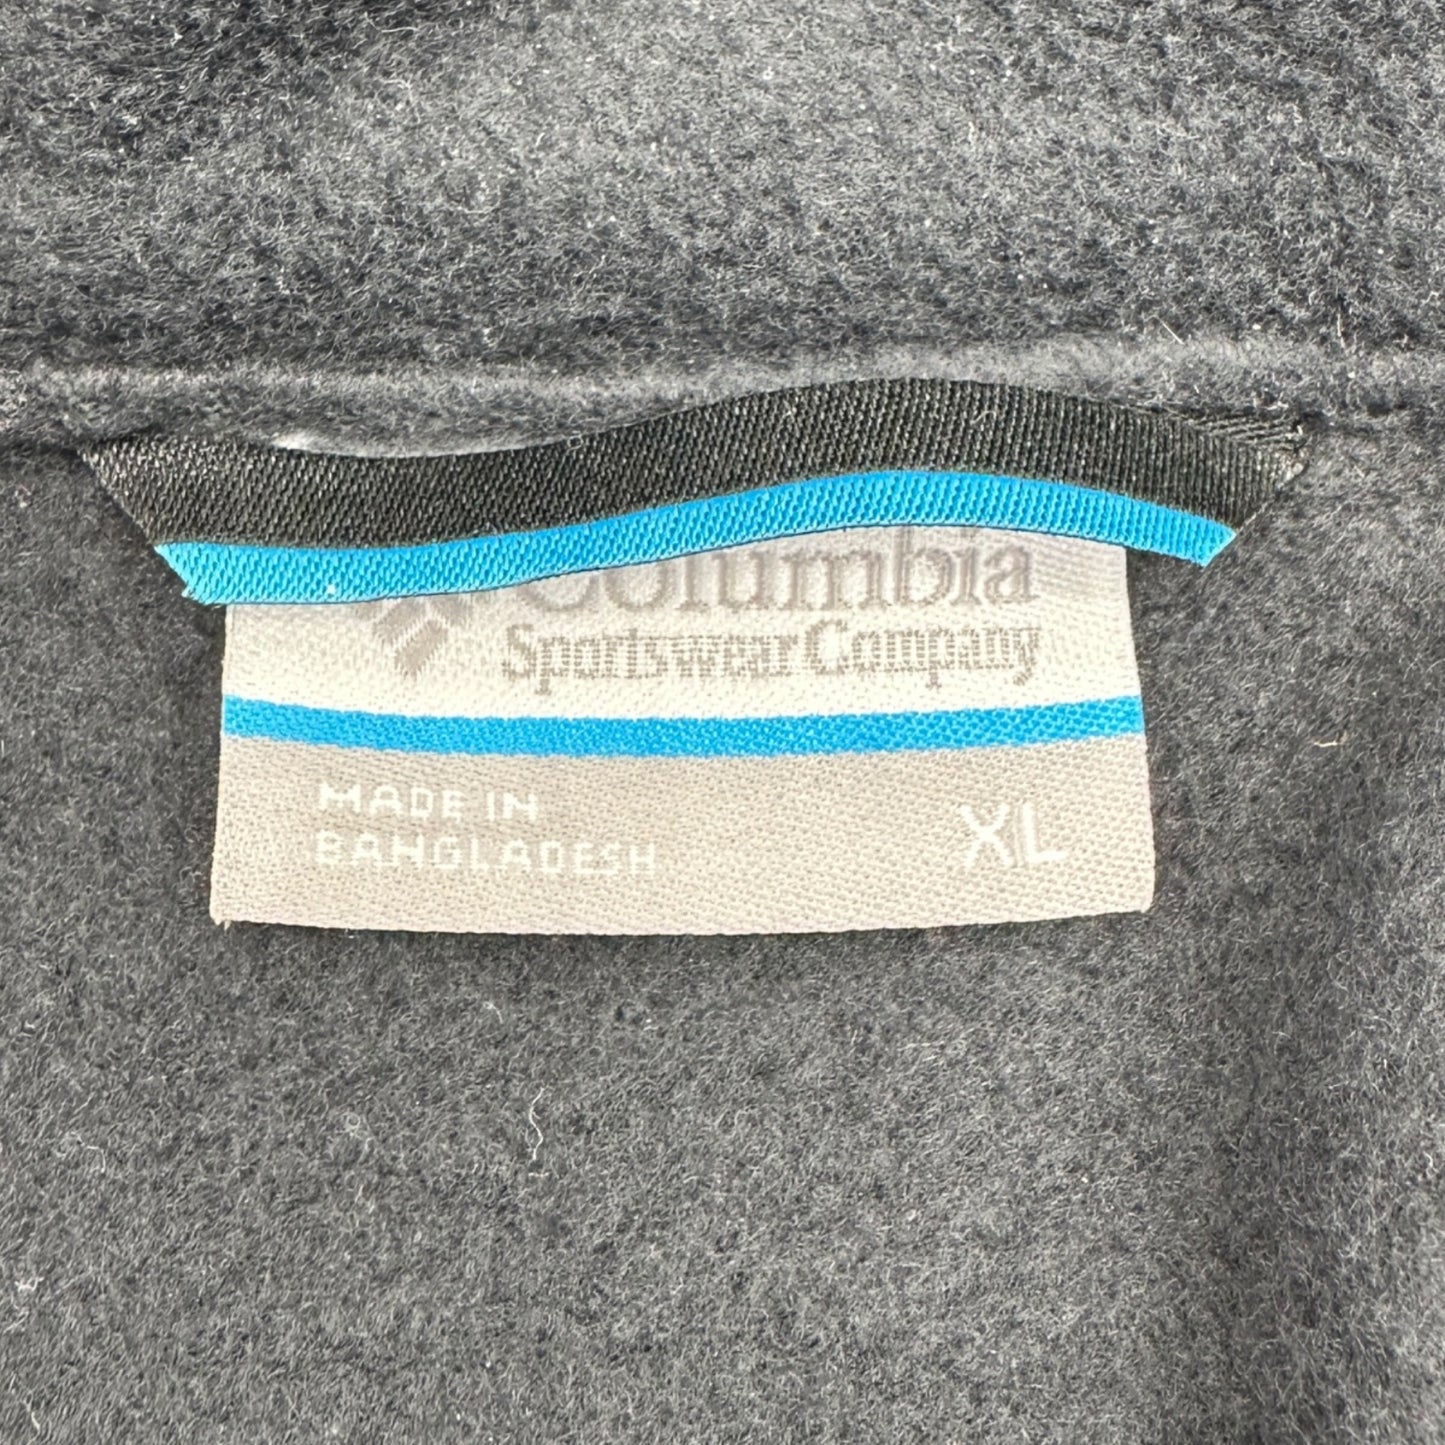 Columbia
Sportswear Company
MADE IN
BANGLADESH
XL